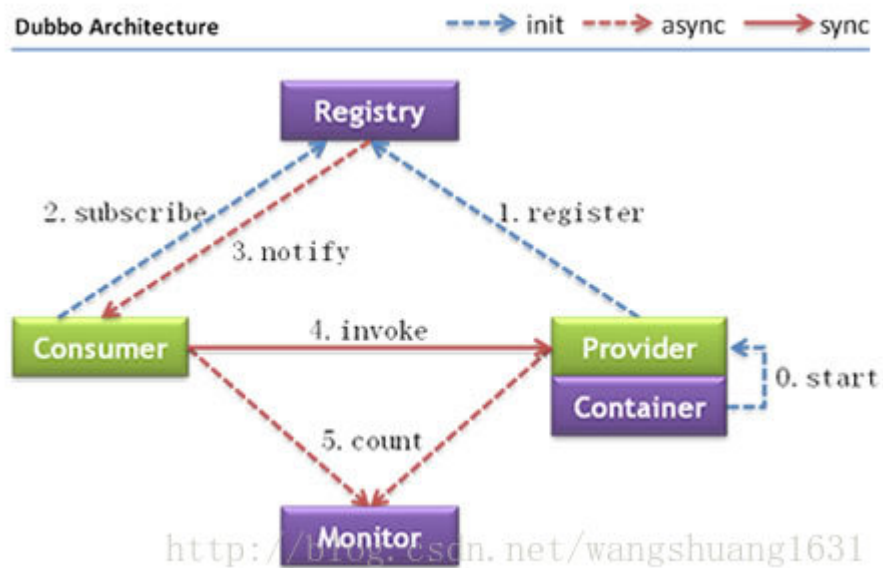 Dubbo Architecture init async sync
Registry
2.subscribe
1.register
3.notify
4.invoke
Consumer
Provider
0.start
Container
5.count
Monitor
http://blog.csdn.net/wangshuang1631